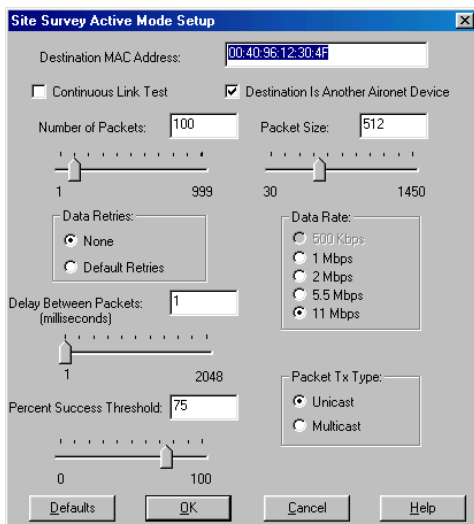 Site Survey Active Mode Setup
Destination MAC Address: 00:40:96:12:30:4F
Continuous Link Test Destination Is Another Aironet Device
Number of Packets: 100 Packet Size: 512
1 999 30 1450
Data Retries: Data Rate:
None 500 Kbps
Default Retries 1 Mbps
2 Mbps
5.5 Mbps
11 Mbps
Delay Between Packets: 1
(milliseconds)
1 2048
Packet Tx Type:
Unicast
Multicast
Percent Success Threshold: 75
0 100
Defaults OK Cancel Help